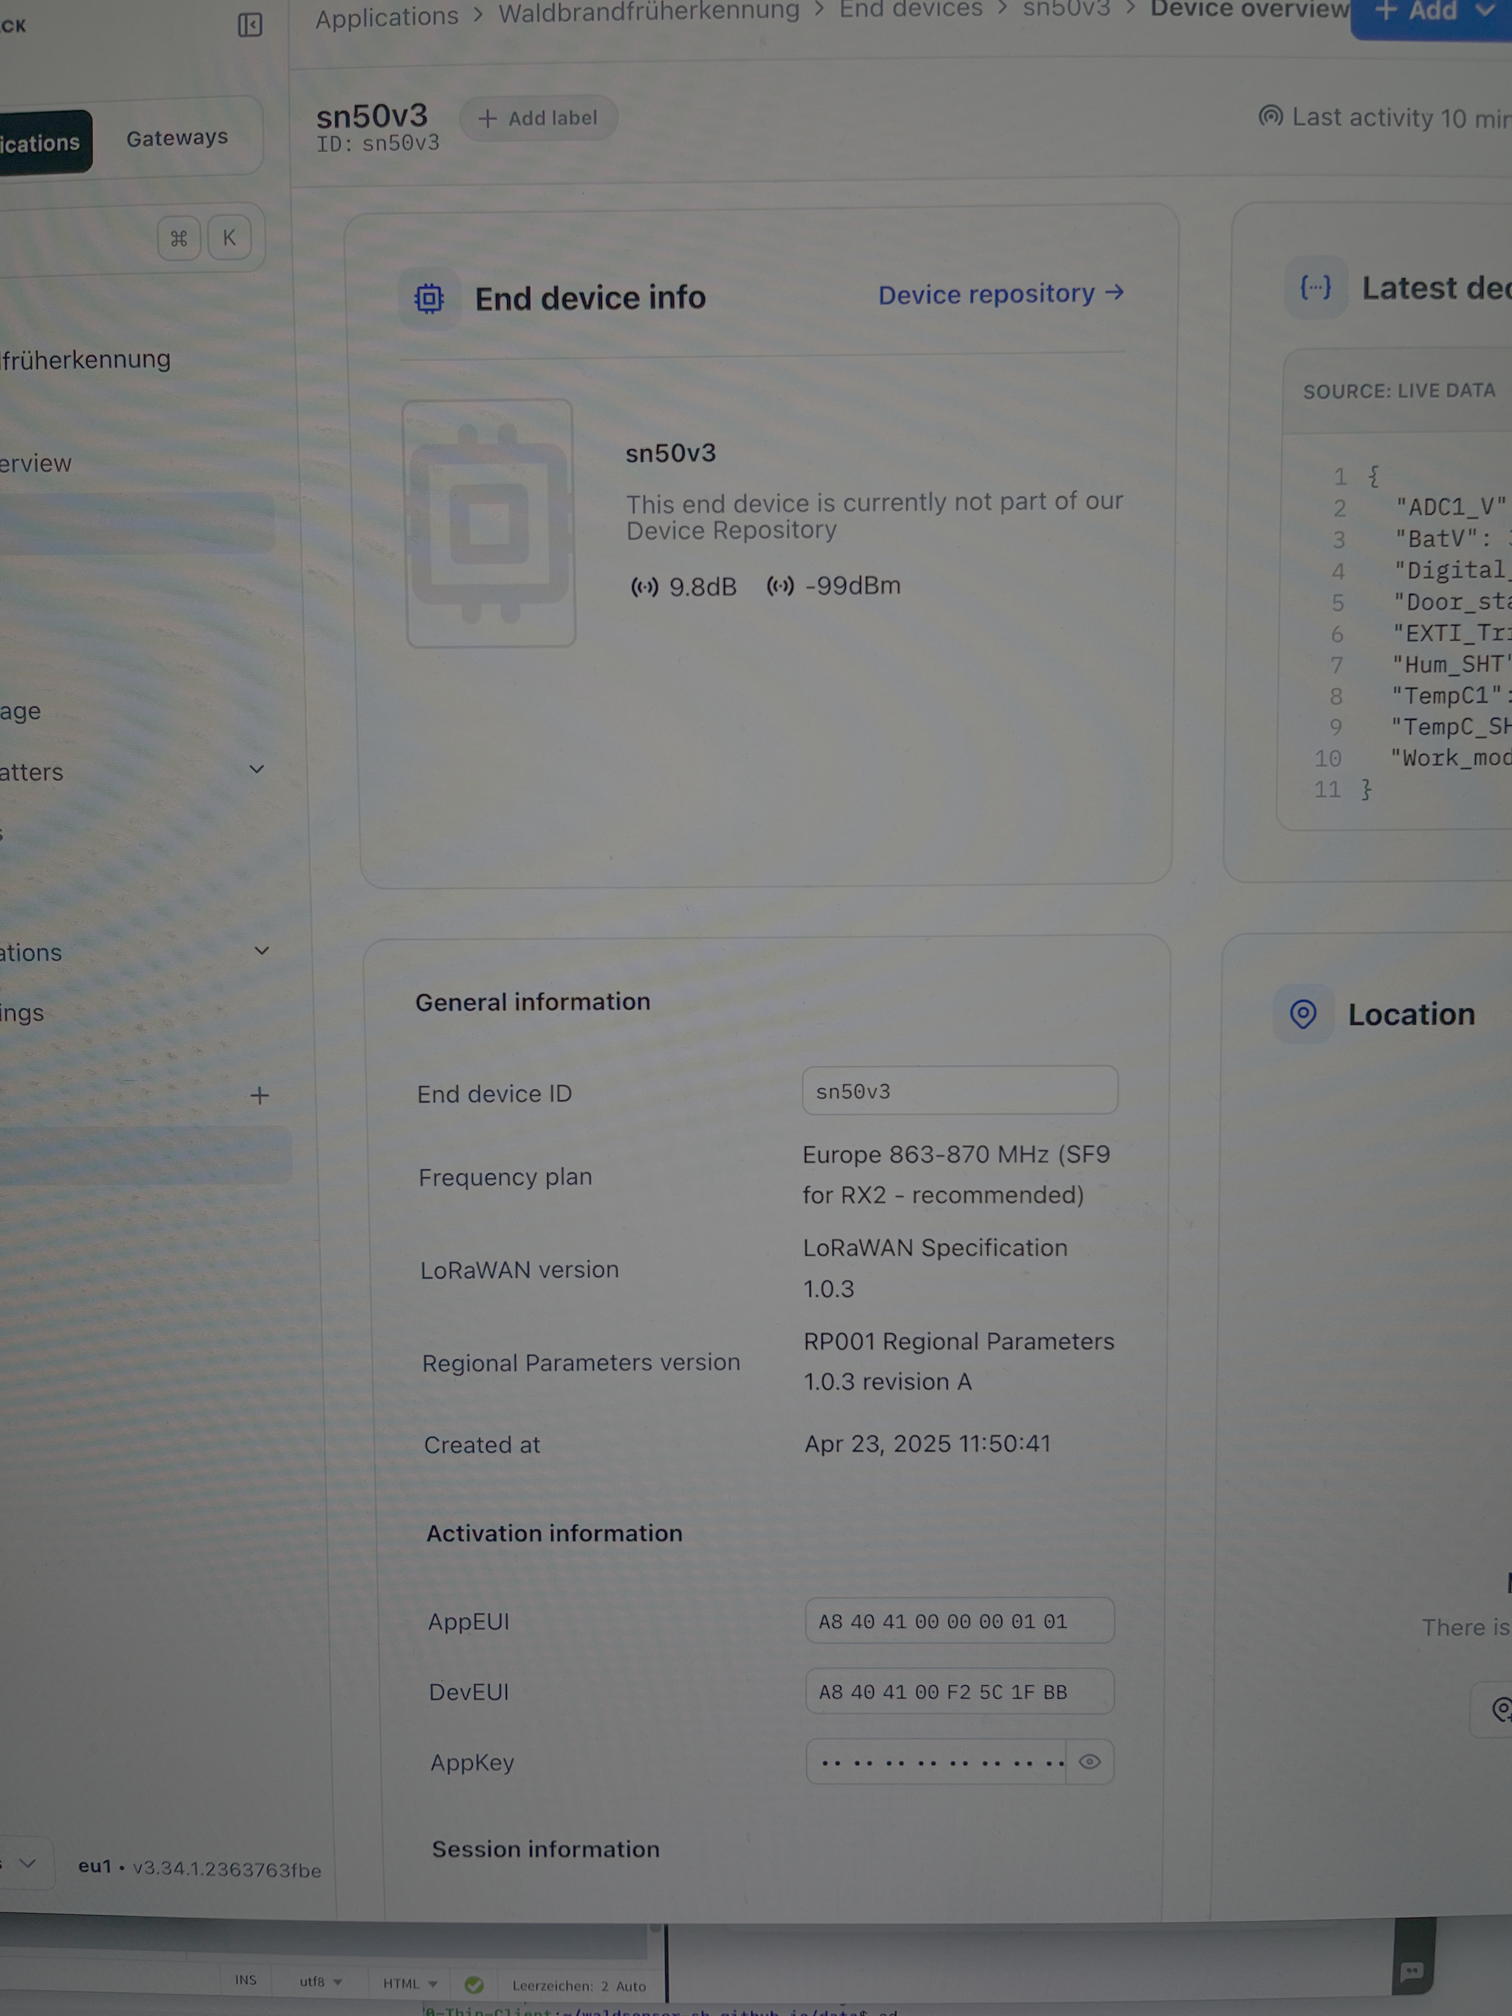 CK
Applications > Waldbrandfrüherkennung > End devices > sn50v3 > Device overview
+ Add
ications
Gateways
sn50v3
+ Add label
ID: sn50v3
Last activity 10 min
⌘ K
früherkennung
erview
age
atters
s
ations
ings
+
End device info
Device repository →
sn50v3
This end device is currently not part of our
Device Repository
9.8dB -99dBm
{···} Latest dec
SOURCE: LIVE DATA
1 {
2 "ADC1_V"
3 "BatV":
4 "Digital_
5 "Door_sta
6 "EXTI_Tri
7 "Hum_SHT"
8 "TempC1":
9 "TempC_SH
10 "Work_mod
11 }
General information
End device ID
sn50v3
Frequency plan
Europe 863-870 MHz (SF9
for RX2 - recommended)
LoRaWAN version
LoRaWAN Specification
1.0.3
Regional Parameters version
RP001 Regional Parameters
1.0.3 revision A
Created at
Apr 23, 2025 11:50:41
Activation information
AppEUI
A8 40 41 00 00 00 01 01
DevEUI
A8 40 41 00 F2 5C 1F BB
AppKey
•• •• •• •• •• •• •• ••
Session information
Location
There is
s
eu1 • v3.34.1.2363763fbe
INS
utf8
HTML
Leerzeichen: 2 Auto